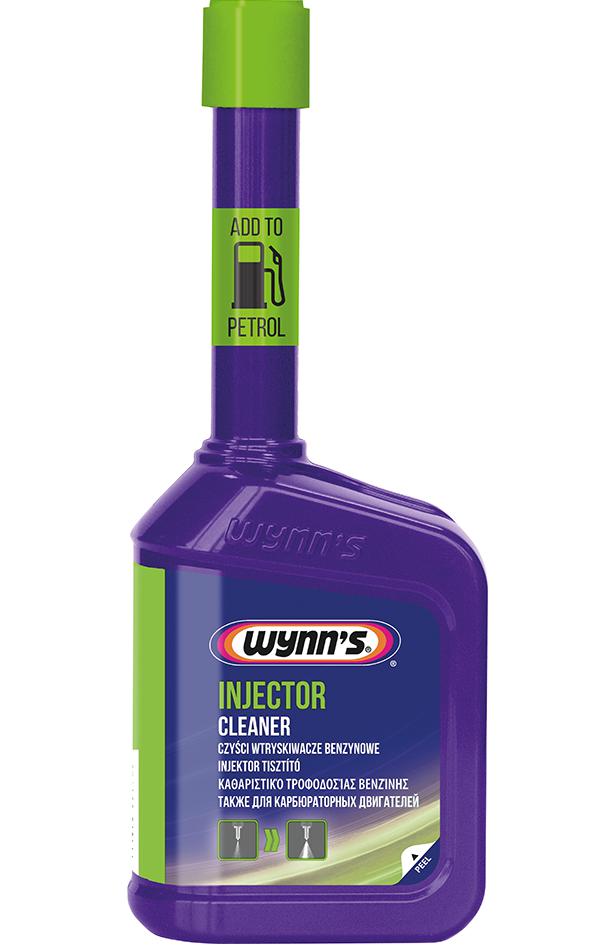 ADD TO
PETROL
wynn's
WYNN'S®
®
INJECTOR
CLEANER
CZYŚCI WTRYSKIWACZE BENZYNOWE
INJEKTOR TISZTÍTÓ
ΚΑΘΑΡΙΣΤΙΚΟ ΤΡΟΦΟΔΟΣΊΑΣ ΒΕΝΖΙΝΗΣ
ТАКЖЕ ДЛЯ КАРБЮРАТОРНЫХ ДВИГАТЕЛЕЙ
PEEL